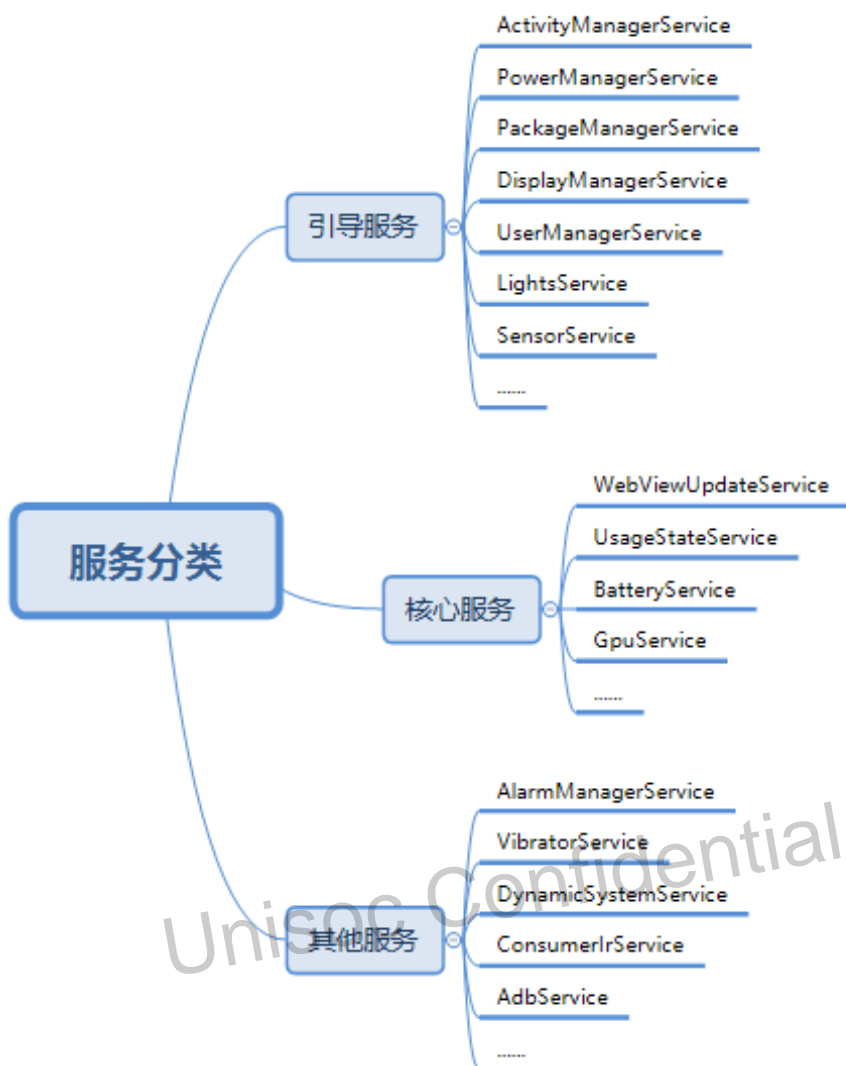 服务分类
引导服务
ActivityManagerService
PowerManagerService
PackageManagerService
DisplayManagerService
UserManagerService
LightsService
SensorService
......
核心服务
WebViewUpdateService
UsageStateService
BatteryService
GpuService
......
其他服务
AlarmManagerService
VibratorService
DynamicSystemService
ConsumerIrService
AdbService
......
Unisoc Confidential